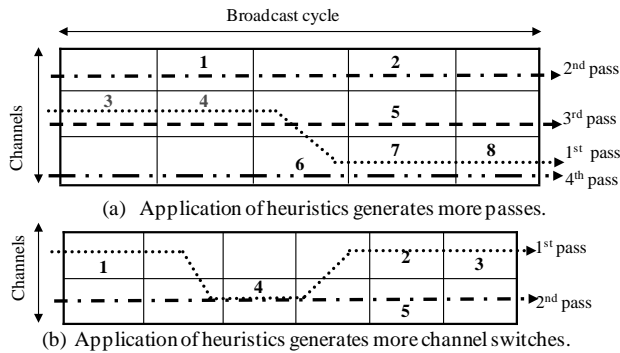 Broadcast cycle
Channels
1 2
2nd pass
3 4
5
3rd pass
7 8
1st pass
6
4th pass
(a) Application of heuristics generates more passes.
Channels
1st pass
1 2 3
4
2nd pass
5
(b) Application of heuristics generates more channel switches.